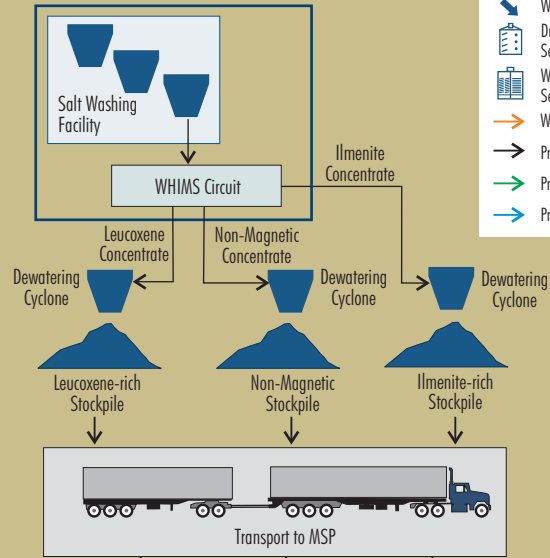 Salt Washing
Facility
WHIMS Circuit
Ilmenite
Concentrate
Leucoxene
Concentrate
Non-Magnetic
Concentrate
Dewatering
Cyclone
Dewatering
Cyclone
Dewatering
Cyclone
Leucoxene-rich
Stockpile
Non-Magnetic
Stockpile
Ilmenite-rich
Stockpile
Transport to MSP